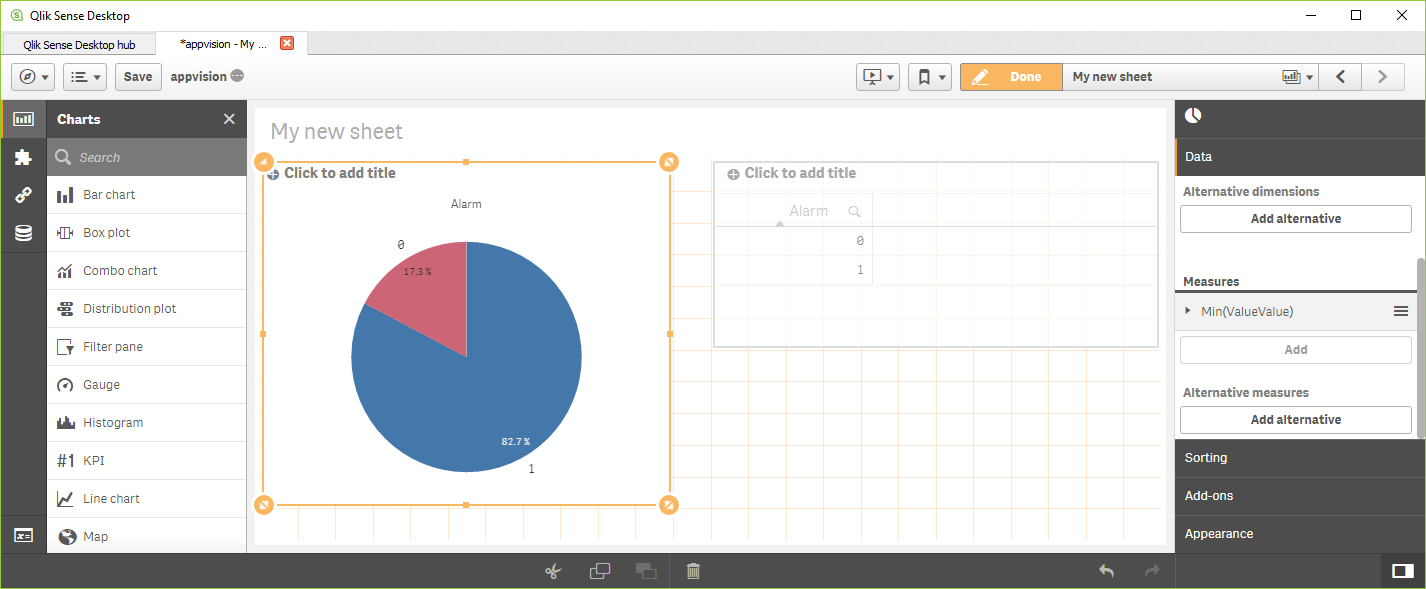 Qlik Sense Desktop
Qlik Sense Desktop hub
*appvision - My ...
Save
appvision
Done
My new sheet
Charts
Search
Bar chart
Box plot
Combo chart
Distribution plot
Filter pane
Gauge
Histogram
#1 KPI
Line chart
Map
My new sheet
Click to add title
Alarm
0
17.3 %
82.7 %
1
Click to add title
Alarm
0
1
Data
Alternative dimensions
Add alternative
Measures
Min(ValueValue)
Add
Alternative measures
Add alternative
Sorting
Add-ons
Appearance